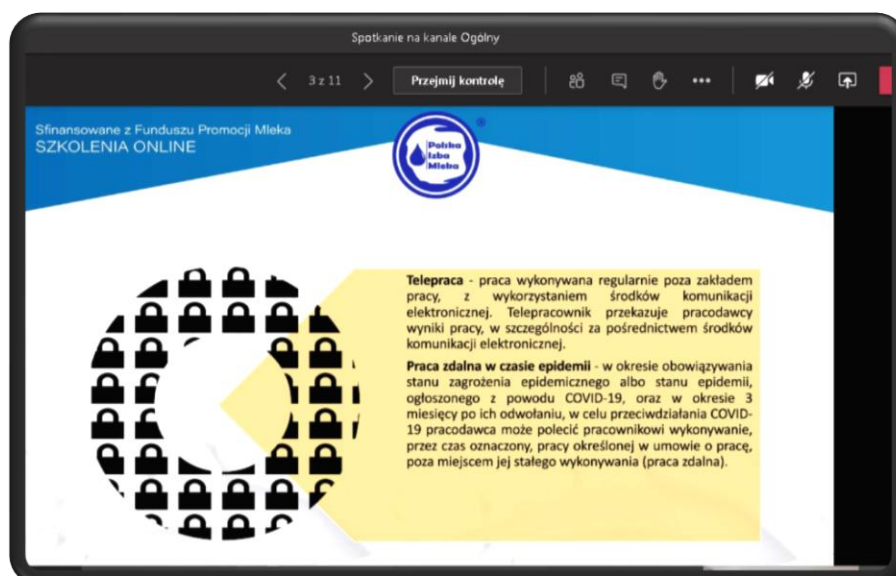 Spotkanie na kanale Ogólny
3 z 11
Przejmij kontrolę
Sfinansowane z Funduszu Promocji Mleka
SZKOLENIA ONLINE
®
Polska
Izba
Mleka
Telepraca - praca wykonywana regularnie poza zakładem
pracy, z wykorzystaniem środków komunikacji
elektronicznej. Telepracownik przekazuje pracodawcy
wyniki pracy, w szczególności za pośrednictwem środków
komunikacji elektronicznej.
Praca zdalna w czasie epidemii - w okresie obowiązywania
stanu zagrożenia epidemicznego albo stanu epidemii,
ogłoszonego z powodu COVID-19, oraz w okresie 3
miesięcy po ich odwołaniu, w celu przeciwdziałania COVID-
19 pracodawca może polecić pracownikowi wykonywanie,
przez czas oznaczony, pracy określonej w umowie o pracę,
poza miejscem jej stałego wykonywania (praca zdalna).